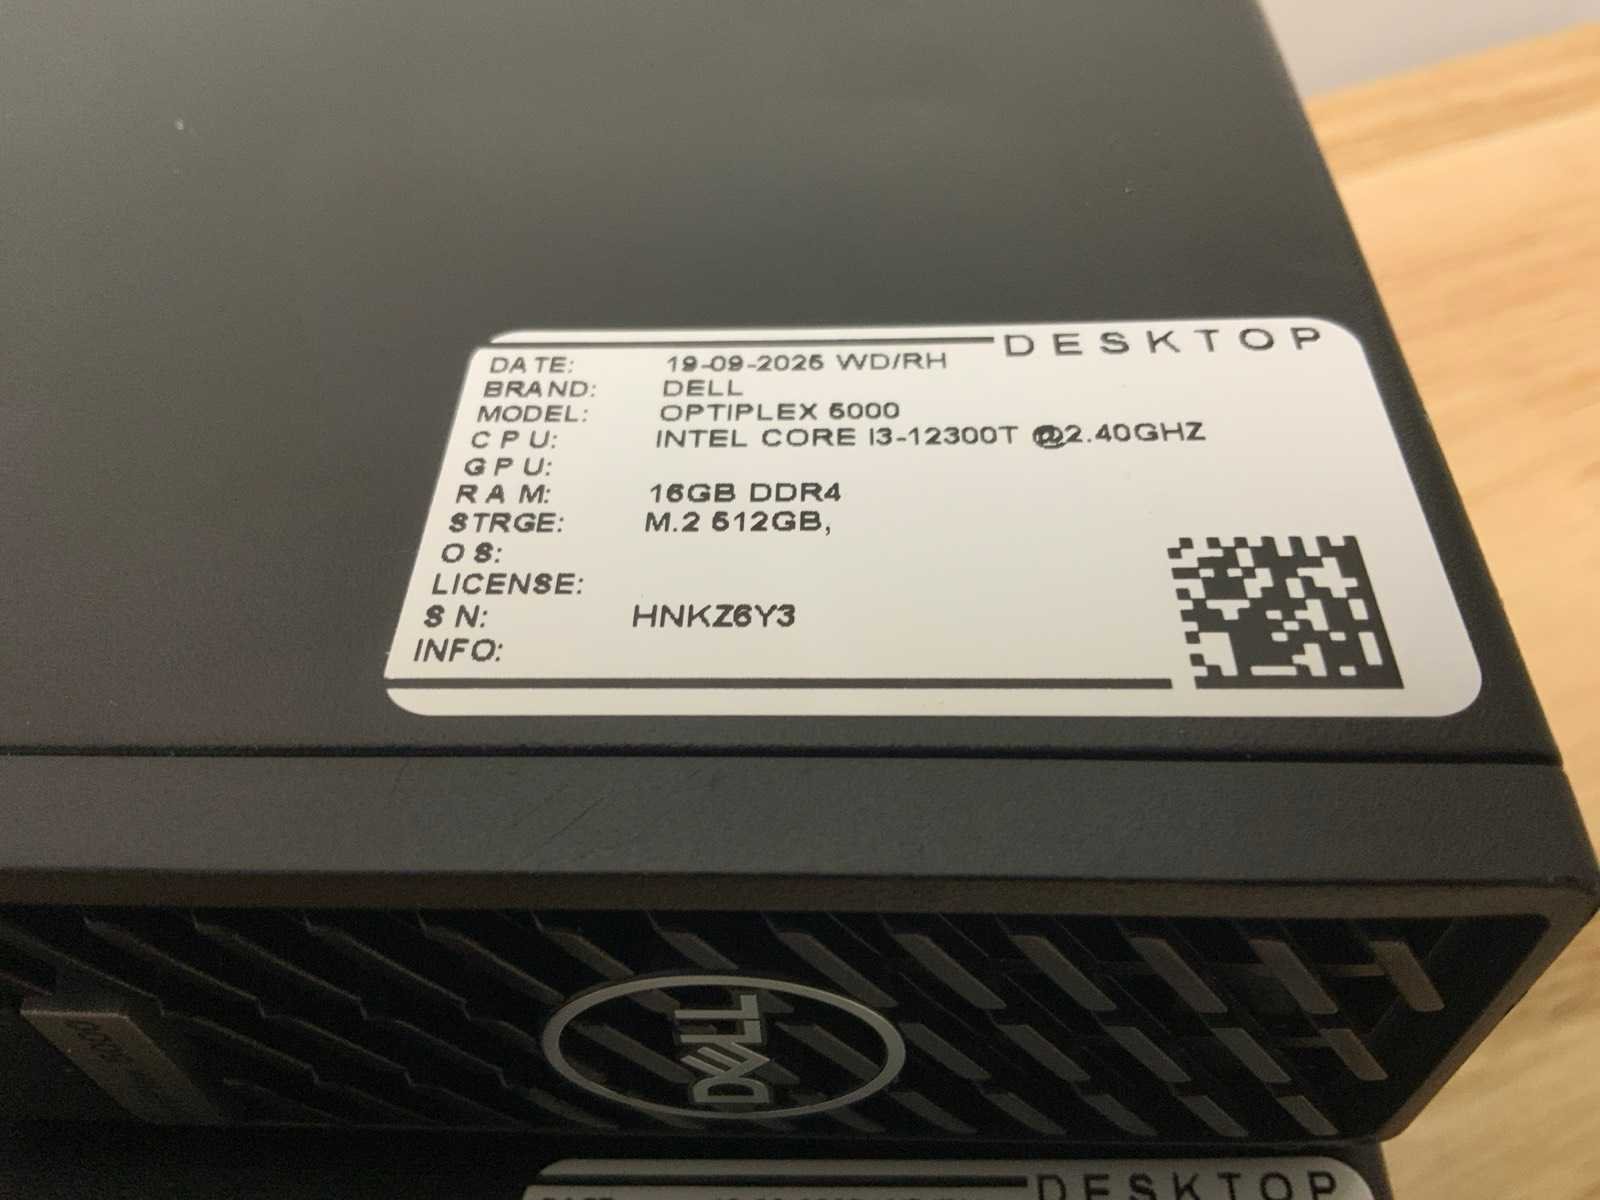 DESKTOP
DATE: 19-09-2025 WD/RH
BRAND: DELL
MODEL: OPTIPLEX 5000
CPU: INTEL CORE I3-12300T @2.40GHZ
GPU:
RAM: 16GB DDR4
STRGE: M.2 512GB,
OS:
LICENSE:
SN: HNKZ6Y3
INFO:
DELL
DESKTOP